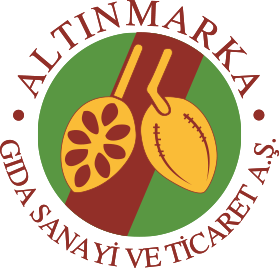 • ALTINMARKA •
GIDA SANAYİ VE TİCARET A.Ş.